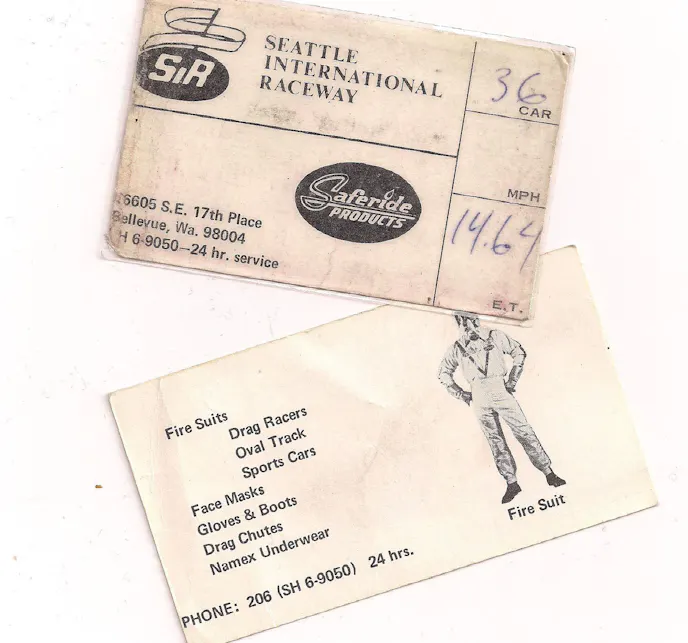 SiR
SEATTLE
INTERNATIONAL
RACEWAY
36
CAR
MPH
14.64
E.T.
Saferide
PRODUCTS
6605 S.E. 17th Place
Bellevue, Wa. 98004
H 6-9050—24 hr. service
Fire Suits
Drag Racers
Oval Track
Sports Cars
Face Masks
Gloves & Boots
Drag Chutes
Namex Underwear
PHONE: 206 (SH 6-9050) 24 hrs.
Fire Suit